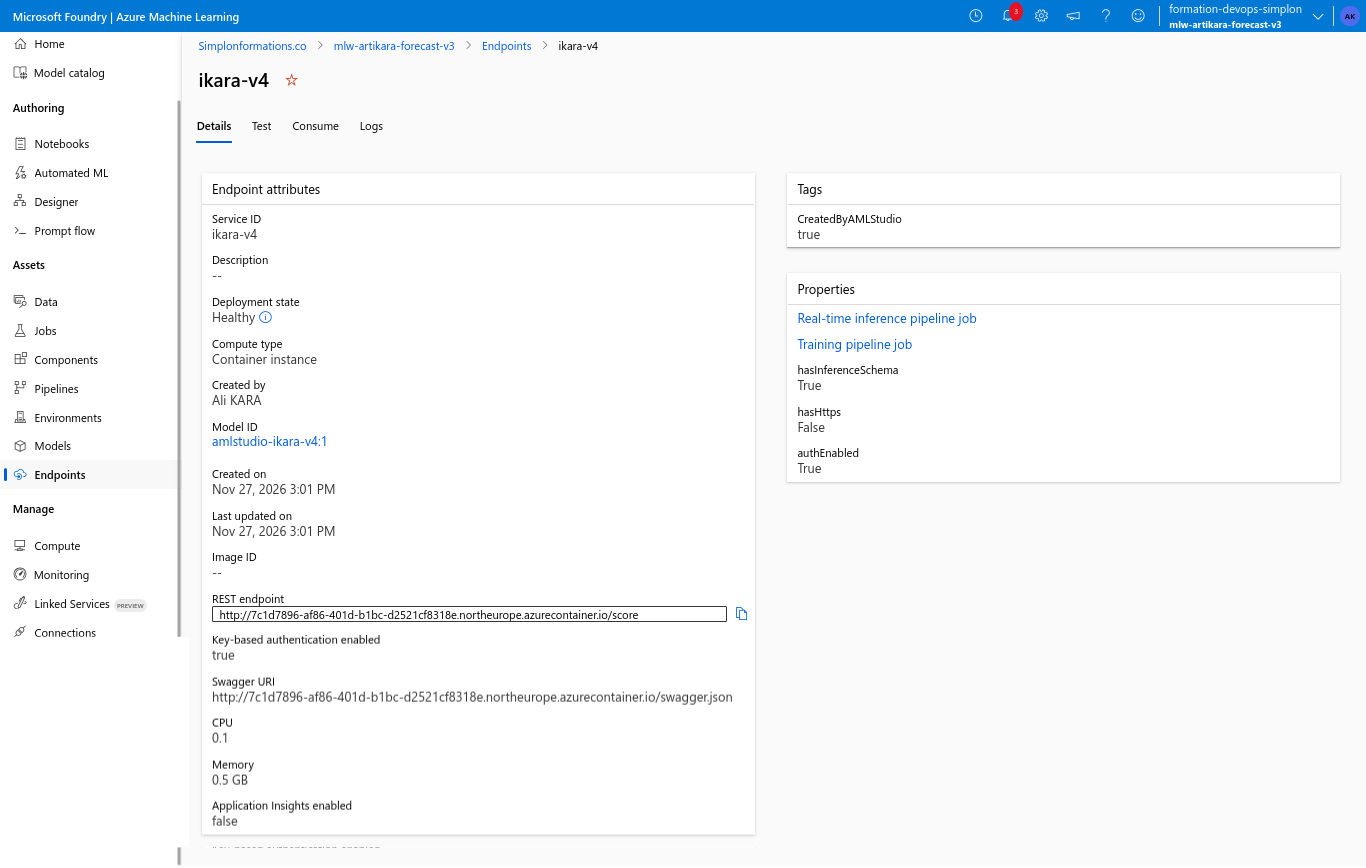 Microsoft Foundry | Azure Machine Learning
3
formation-devops-simplon
mlw-artikara-forecast-v3
AK
Home
Model catalog
Authoring
Notebooks
Automated ML
Designer
Prompt flow
Assets
Data
Jobs
Components
Pipelines
Environments
Models
Endpoints
Manage
Compute
Monitoring
Linked Services PREVIEW
Connections
Simplonformations.co > mlw-artikara-forecast-v3 > Endpoints > ikara-v4
ikara-v4
Details Test Consume Logs
Endpoint attributes
Service ID
ikara-v4
Description
--
Deployment state
Healthy
Compute type
Container instance
Created by
Ali KARA
Model ID
amlstudio-ikara-v4:1
Created on
Nov 27, 2026 3:01 PM
Last updated on
Nov 27, 2026 3:01 PM
Image ID
--
REST endpoint
http://7c1d7896-af86-401d-b1bc-d2521cf8318e.northeurope.azurecontainer.io/score
Key-based authentication enabled
true
Swagger URI
http://7c1d7896-af86-401d-b1bc-d2521cf8318e.northeurope.azurecontainer.io/swagger.json
CPU
0.1
Memory
0.5 GB
Application Insights enabled
false
Tags
CreatedByAMLStudio
true
Properties
Real-time inference pipeline job
Training pipeline job
hasInferenceSchema
True
hasHttps
False
authEnabled
True